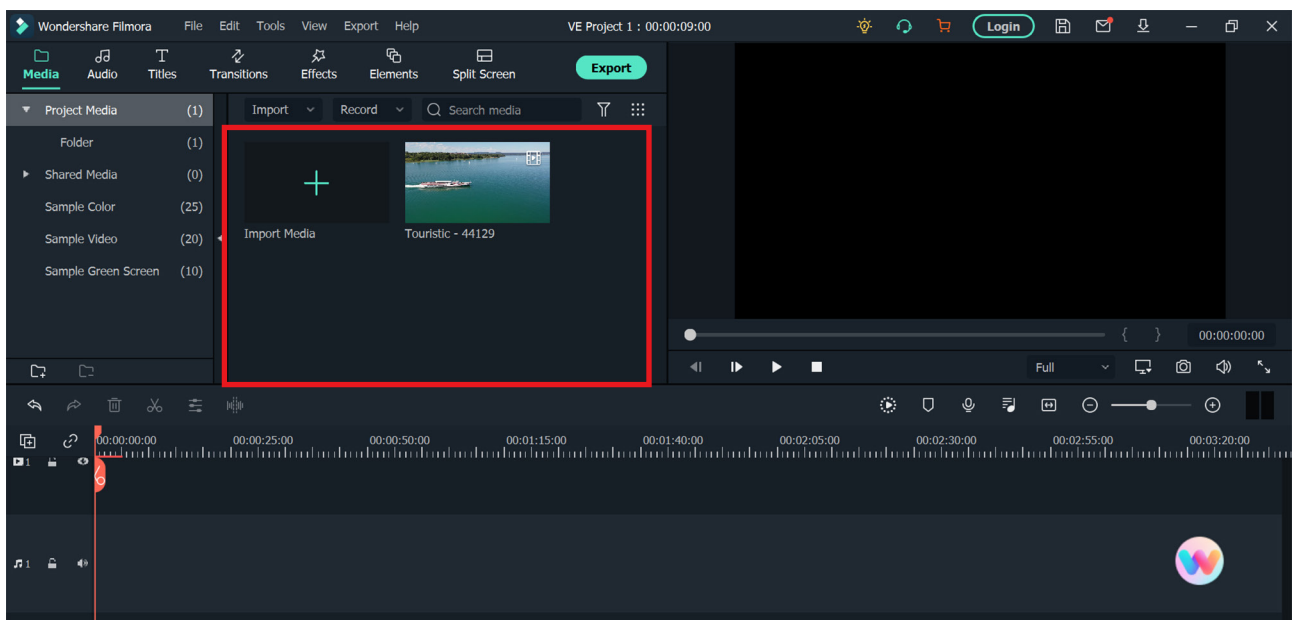 Wondershare Filmora File Edit Tools View Export Help VE Project 1 : 00:00:09:00 Login
Media Audio Titles Transitions Effects Elements Split Screen Export
Project Media (1) Import Record Search media
Folder (1)
Shared Media (0)
Sample Color (25)
Sample Video (20) Import Media Touristic - 44129
Sample Green Screen (10)
{ } 00:00:00:00
Full
00:00:00:00 00:00:25:00 00:00:50:00 00:01:15:00 00:01:40:00 00:02:05:00 00:02:30:00 00:02:55:00 00:03:20:00
1
1